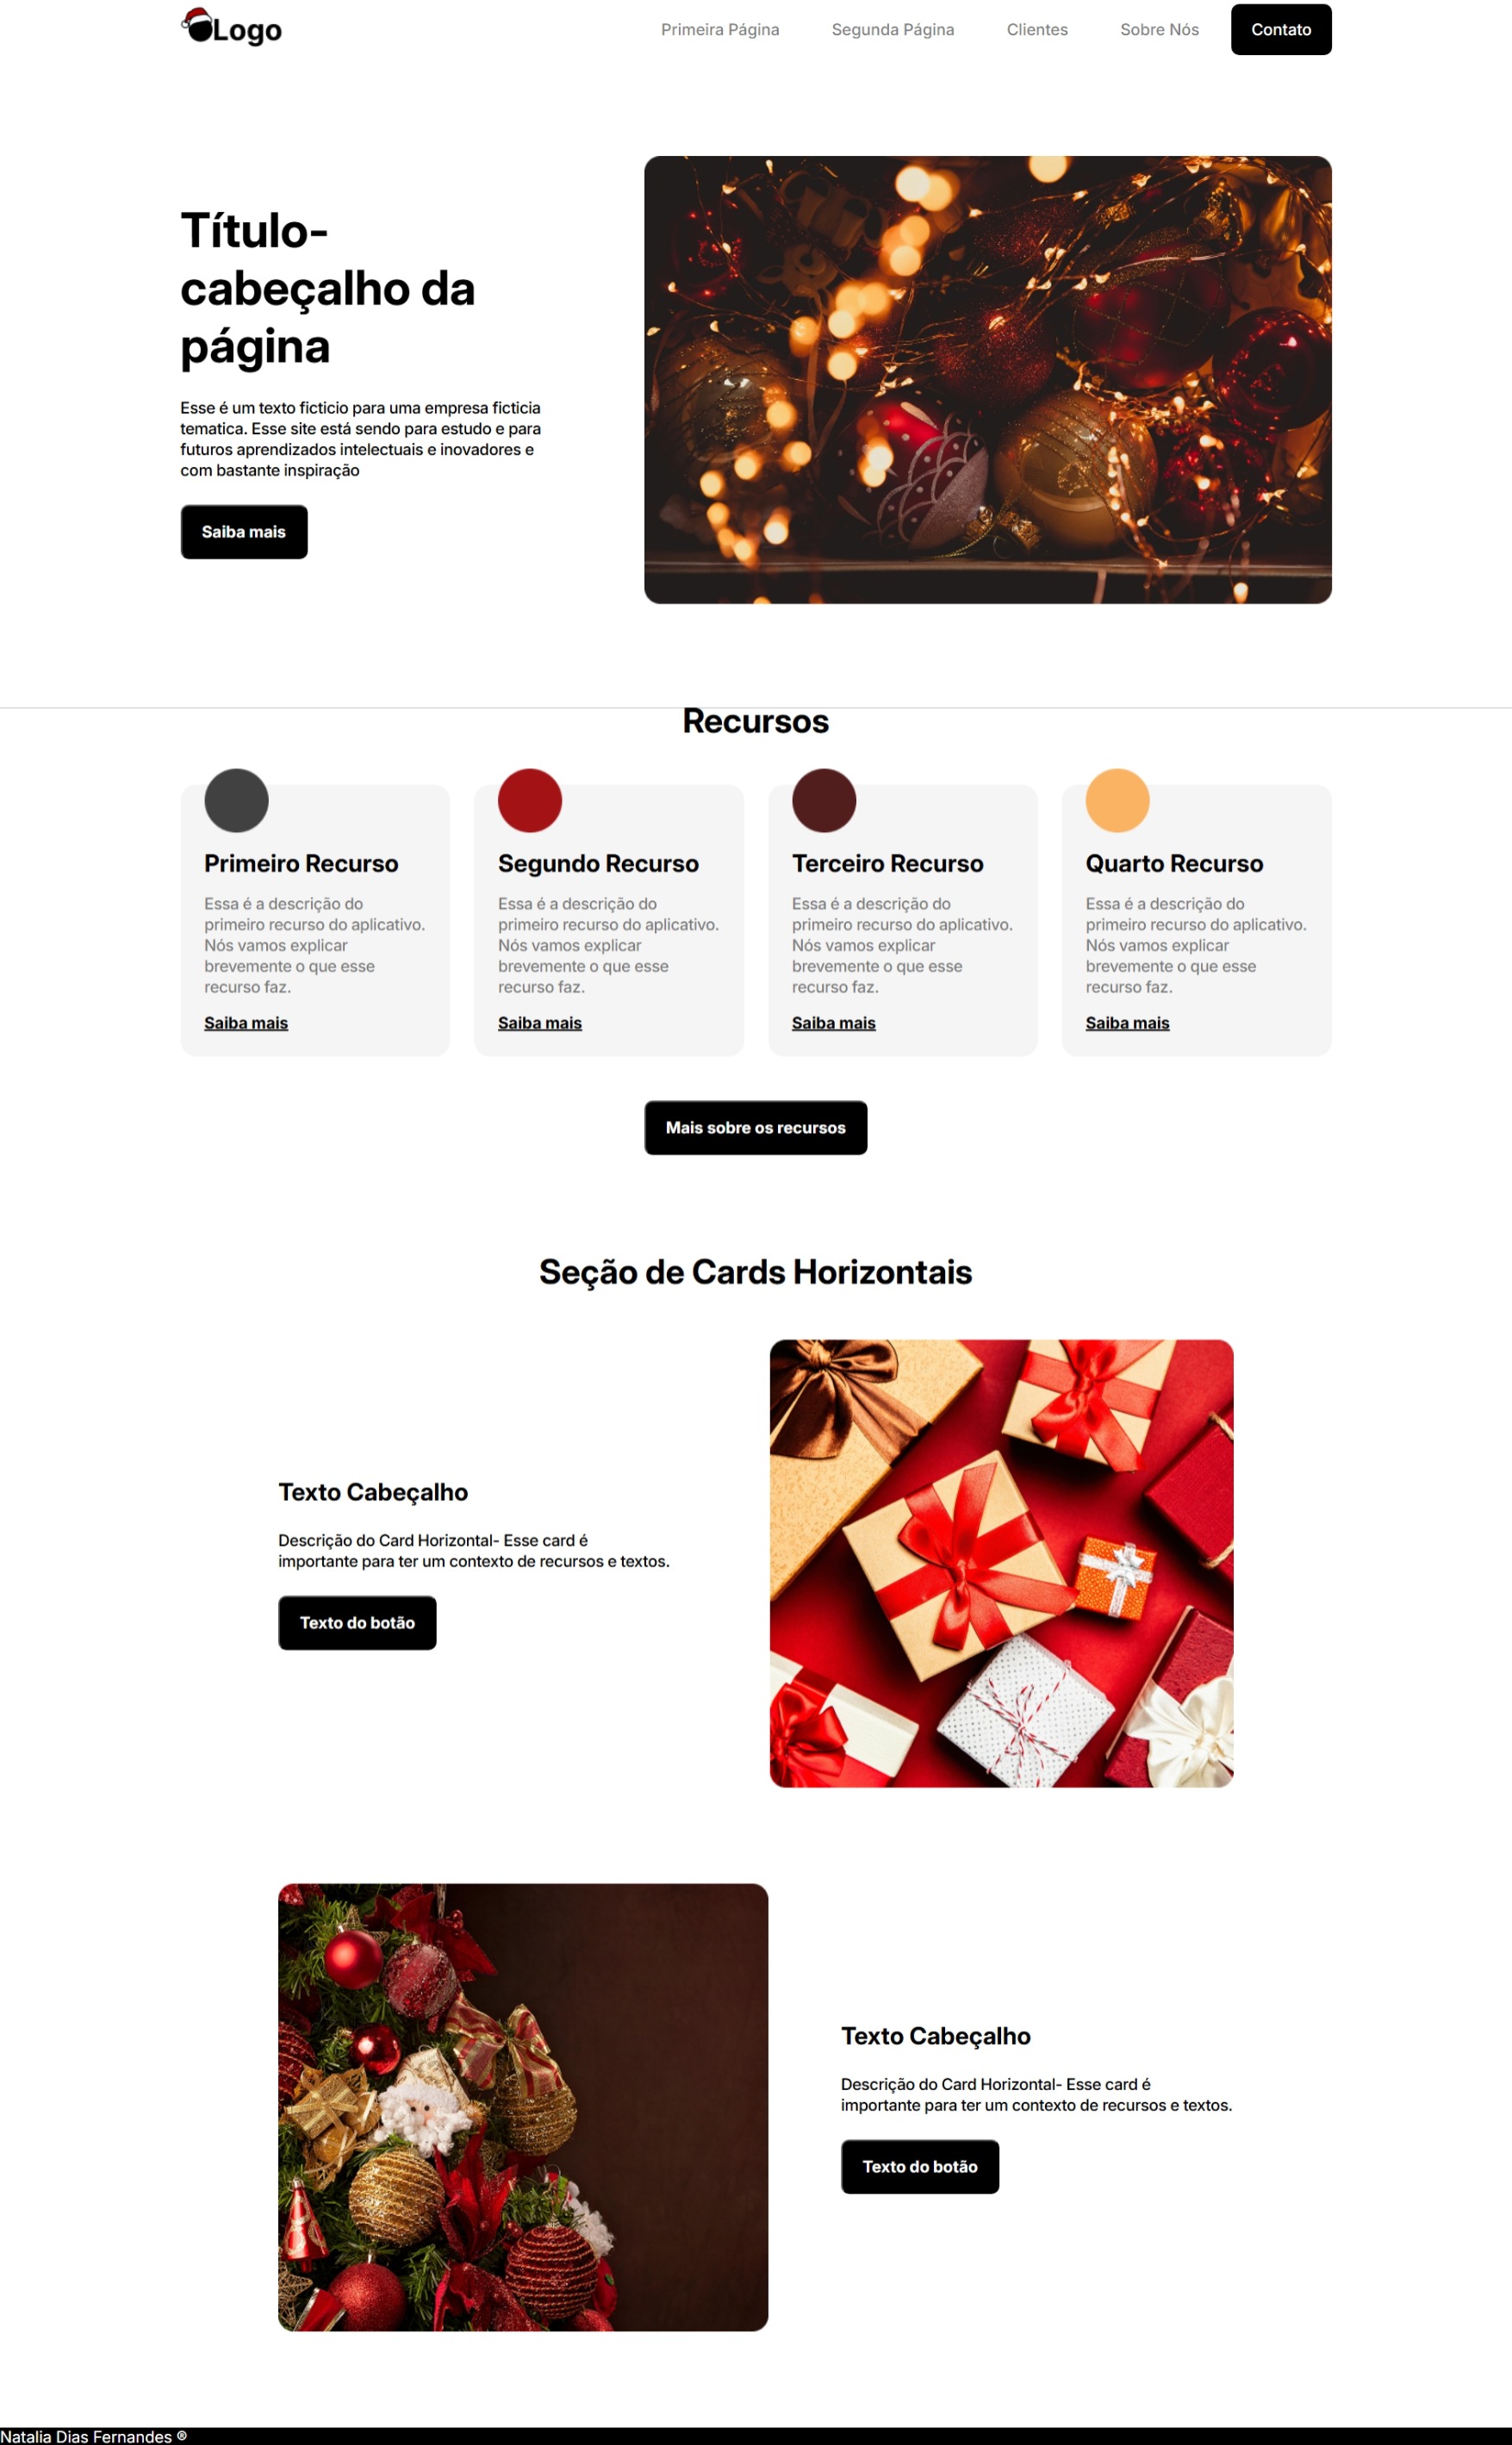 Logo
Primeira Página
Segunda Página
Clientes
Sobre Nós
Contato
Título-
cabeçalho da
página
Esse é um texto ficticio para uma empresa ficticia
tematica. Esse site está sendo para estudo e para
futuros aprendizados intelectuais e inovadores e
com bastante inspiração
Saiba mais
Recursos
Primeiro Recurso
Essa é a descrição do
primeiro recurso do aplicativo.
Nós vamos explicar
brevemente o que esse
recurso faz.
Saiba mais
Segundo Recurso
Essa é a descrição do
primeiro recurso do aplicativo.
Nós vamos explicar
brevemente o que esse
recurso faz.
Saiba mais
Terceiro Recurso
Essa é a descrição do
primeiro recurso do aplicativo.
Nós vamos explicar
brevemente o que esse
recurso faz.
Saiba mais
Quarto Recurso
Essa é a descrição do
primeiro recurso do aplicativo.
Nós vamos explicar
brevemente o que esse
recurso faz.
Saiba mais
Mais sobre os recursos
Seção de Cards Horizontais
Texto Cabeçalho
Descrição do Card Horizontal- Esse card é
importante para ter um contexto de recursos e textos.
Texto do botão
Texto Cabeçalho
Descrição do Card Horizontal- Esse card é
importante para ter um contexto de recursos e textos.
Texto do botão
Natalia Dias Fernandes ®